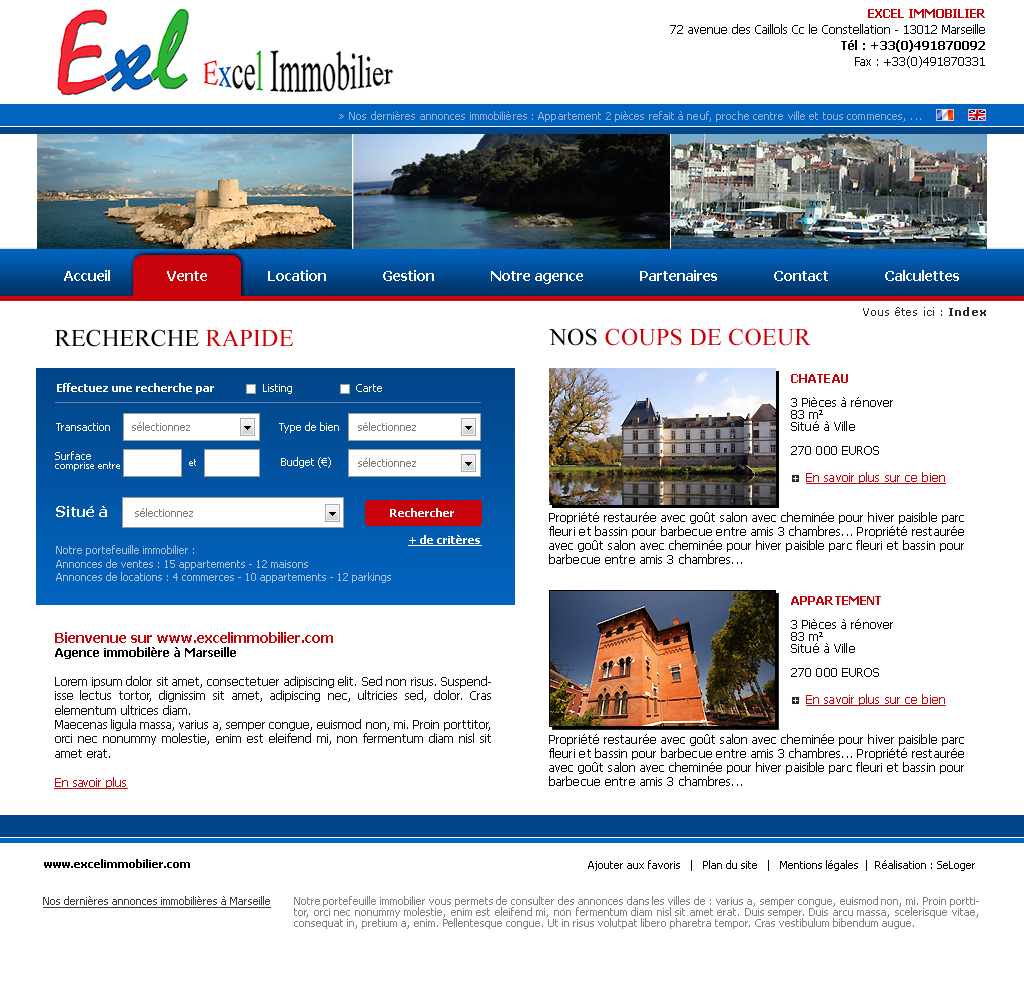 Exl Excel Immobilier
EXCEL IMMOBILIER
72 avenue des Caillols Cc le Constellation - 13012 Marseille
Tél : +33(0)491870092
Fax : +33(0)491870331
» Nos dernières annonces immobilières : Appartement 2 pièces refait à neuf, proche centre ville et tous commences, ...
Accueil Vente Location Gestion Notre agence Partenaires Contact Calculettes
Vous êtes ici : Index
RECHERCHE RAPIDE
Effectuez une recherche par Listing Carte
Transaction sélectionnez Type de bien sélectionnez
Surface
comprise entre et Budget (€) sélectionnez
Situé à sélectionnez Rechercher
+ de critères
Notre portefeuille immobilier :
Annonces de ventes : 15 appartements - 12 maisons
Annonces de locations : 4 commerces - 10 appartements - 12 parkings
Bienvenue sur www.excelimmobilier.com
Agence immobilère à Marseille
Lorem ipsum dolor sit amet, consectetuer adipiscing elit. Sed non risus. Suspend-
isse lectus tortor, dignissim sit amet, adipiscing nec, ultricies sed, dolor. Cras
elementum ultrices diam.
Maecenas ligula massa, varius a, semper congue, euismod non, mi. Proin porttitor,
orci nec nonummy molestie, enim est eleifend mi, non fermentum diam nisl sit
amet erat.
En savoir plus
NOS COUPS DE COEUR
CHATEAU
3 Pièces à rénover
83 m²
Situé à Ville
270 000 EUROS
En savoir plus sur ce bien
Propriété restaurée avec goût salon avec cheminée pour hiver paisible parc
fleuri et bassin pour barbecue entre amis 3 chambres... Propriété restaurée
avec goût salon avec cheminée pour hiver paisible parc fleuri et bassin pour
barbecue entre amis 3 chambres...
APPARTEMENT
3 Pièces à rénover
83 m²
Situé à Ville
270 000 EUROS
En savoir plus sur ce bien
Propriété restaurée avec goût salon avec cheminée pour hiver paisible parc
fleuri et bassin pour barbecue entre amis 3 chambres... Propriété restaurée
avec goût salon avec cheminée pour hiver paisible parc fleuri et bassin pour
barbecue entre amis 3 chambres...
www.excelimmobilier.com
Ajouter aux favoris | Plan du site | Mentions légales | Réalisation : SeLoger
Nos dernières annonces immobilières à Marseille
Notre portefeuille immobilier vous permets de consulter des annonces dans les villes de : varius a, semper congue, euismod non, mi. Proin portti-
tor, orci nec nonummy molestie, enim est eleifend mi, non fermentum diam nisl sit amet erat. Duis semper. Duis arcu massa, scelerisque vitae,
consequat in, pretium a, enim. Pellentesque congue. Ut in risus volutpat libero pharetra tempor. Cras vestibulum bibendum augue.